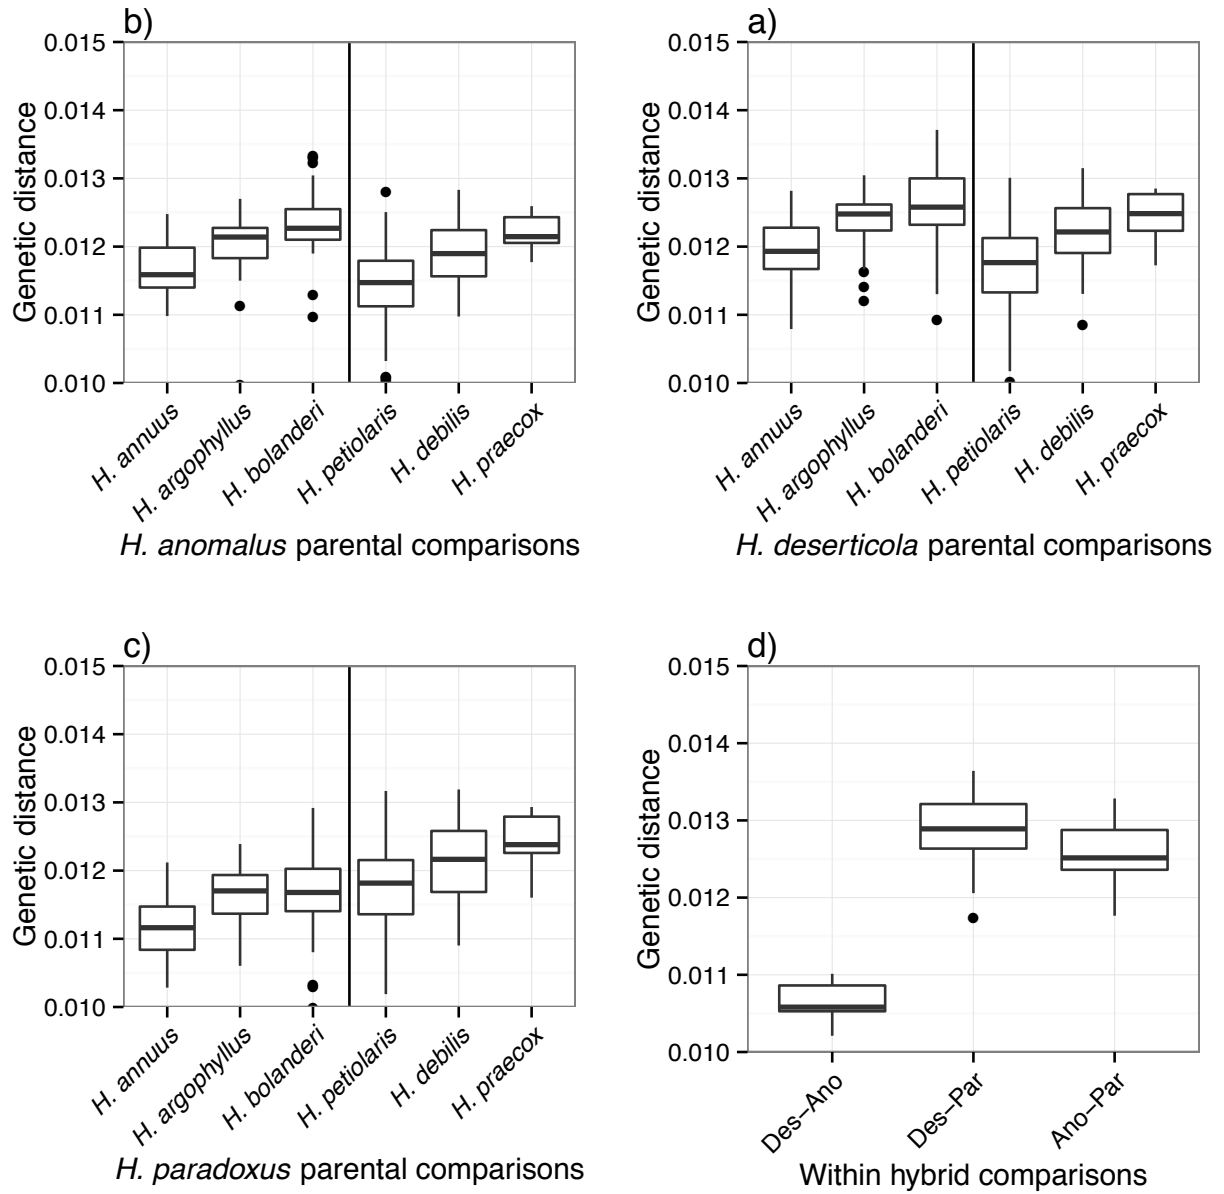 b)
0.015
0.014
0.013
0.012
0.011
0.010
Genetic distance
H. annuus
H. argophyllus
H. bolanderi
H. petiolaris
H. debilis
H. praecox
H. anomalus parental comparisons
a)
0.015
0.014
0.013
0.012
0.011
0.010
Genetic distance
H. annuus
H. argophyllus
H. bolanderi
H. petiolaris
H. debilis
H. praecox
H. deserticola parental comparisons
c)
0.015
0.014
0.013
0.012
0.011
0.010
Genetic distance
H. annuus
H. argophyllus
H. bolanderi
H. petiolaris
H. debilis
H. praecox
H. paradoxus parental comparisons
d)
0.015
0.014
0.013
0.012
0.011
0.010
Genetic distance
Des−Ano
Des−Par
Ano−Par
Within hybrid comparisons